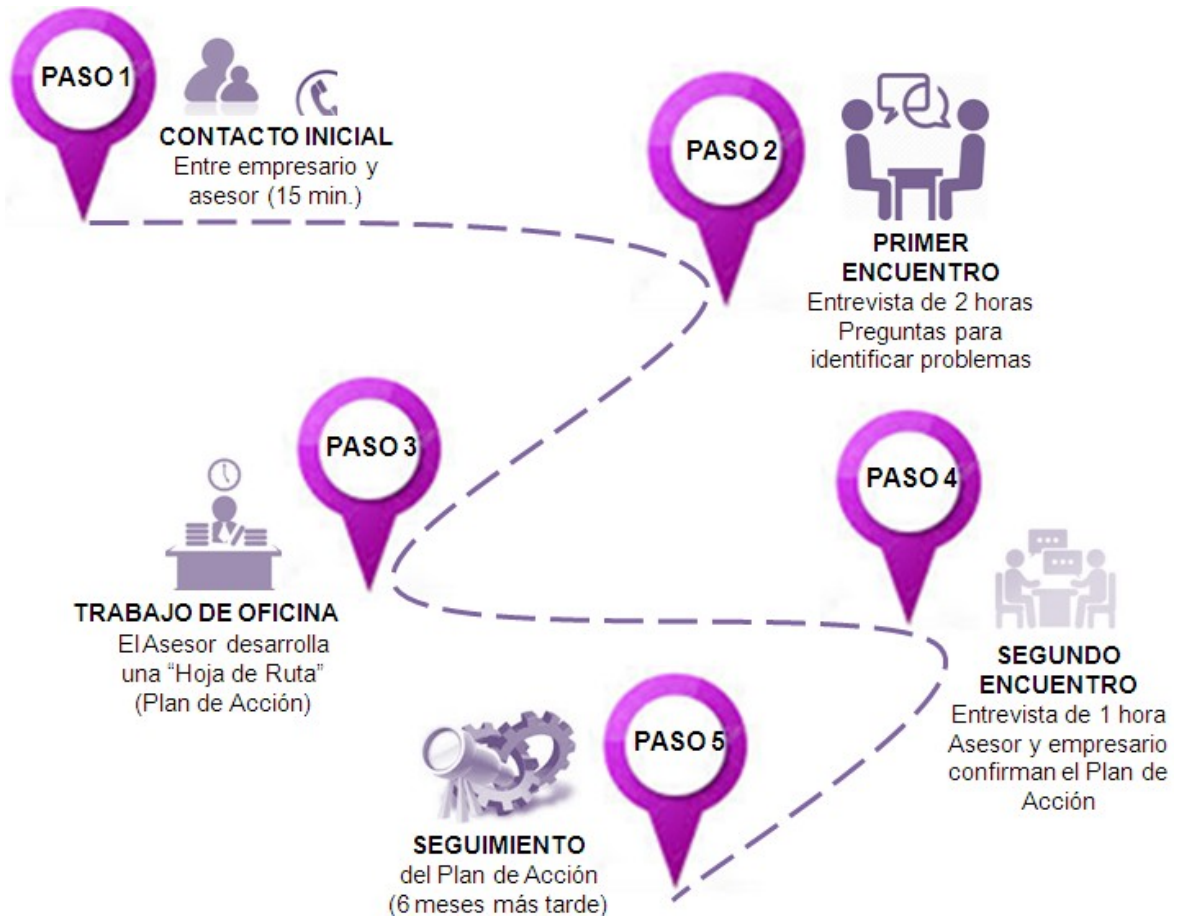 PASO 1
CONTACTO INICIAL
Entre empresario y
asesor (15 min.)
PASO 2
PRIMER
ENCUENTRO
Entrevista de 2 horas
Preguntas para
identificar problemas
PASO 3
TRABAJO DE OFICINA
El Asesor desarrolla
una “Hoja de Ruta”
(Plan de Acción)
PASO 4
SEGUNDO
ENCUENTRO
Entrevista de 1 hora
Asesor y empresario
confirman el Plan de
Acción
PASO 5
SEGUIMIENTO
del Plan de Acción
(6 meses más tarde)